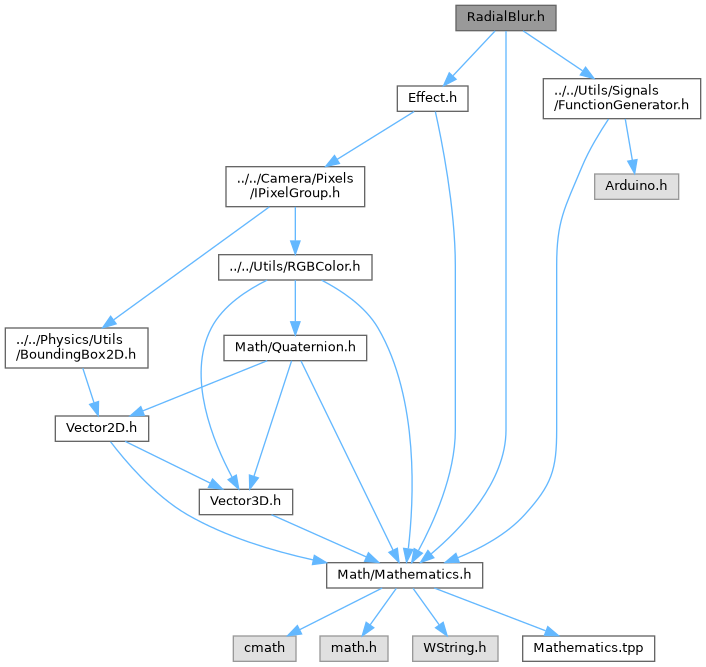 RadialBlur.h
Effect.h
../../Utils/Signals
/FunctionGenerator.h
../../Camera/Pixels
/IPixelGroup.h
Arduino.h
../../Utils/RGBColor.h
../../Physics/Utils
/BoundingBox2D.h
Math/Quaternion.h
Vector2D.h
Vector3D.h
Math/Mathematics.h
cmath
math.h
WString.h
Mathematics.tpp